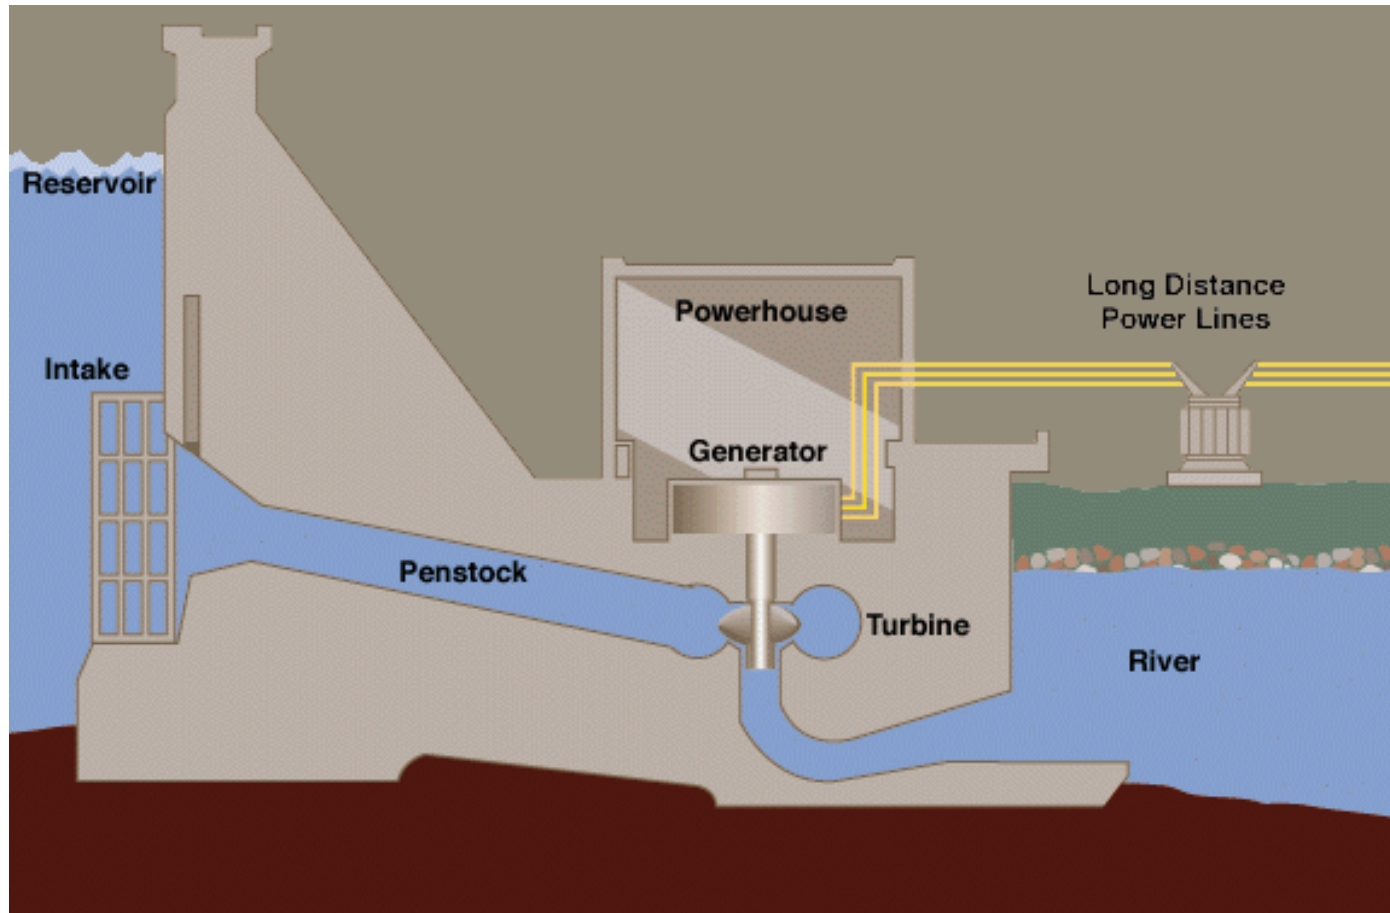 Reservoir
Intake
Powerhouse
Long Distance
Power Lines
Generator
Penstock
Turbine
River